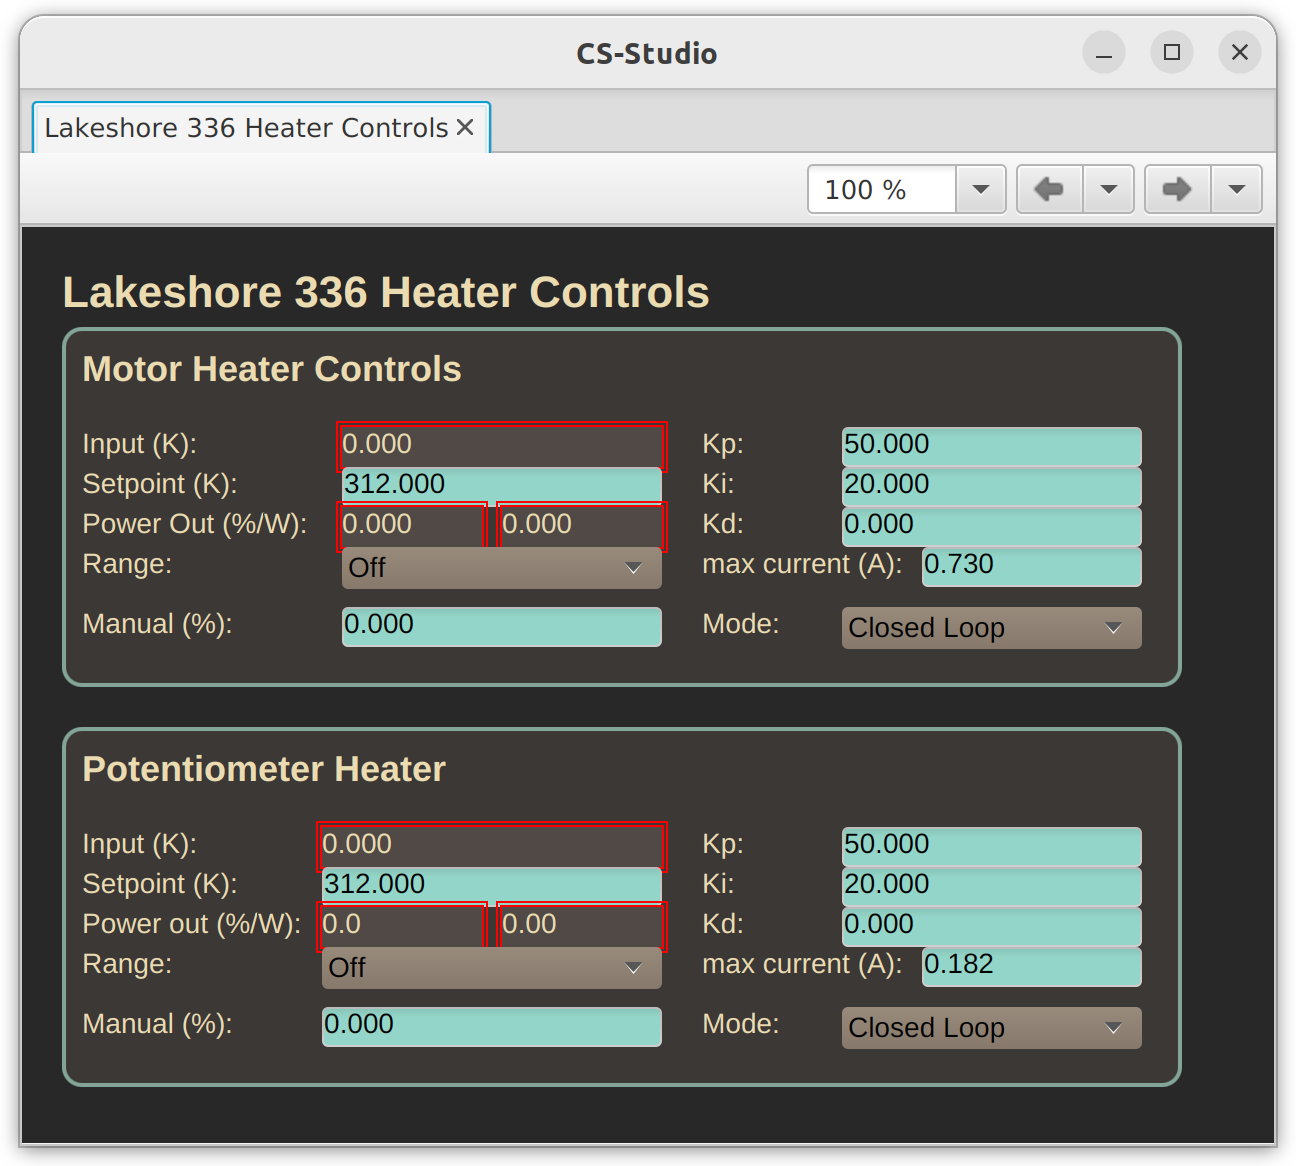 CS-Studio
Lakeshore 336 Heater Controls
100 %
Lakeshore 336 Heater Controls
Motor Heater Controls
Input (K): 0.000 Kp: 50.000
Setpoint (K): 312.000 Ki: 20.000
Power Out (%/W): 0.000 0.000 Kd: 0.000
Range: Off max current (A): 0.730
Manual (%): 0.000 Mode: Closed Loop
Potentiometer Heater
Input (K): 0.000 Kp: 50.000
Setpoint (K): 312.000 Ki: 20.000
Power out (%/W): 0.0 0.00 Kd: 0.000
Range: Off max current (A): 0.182
Manual (%): 0.000 Mode: Closed Loop